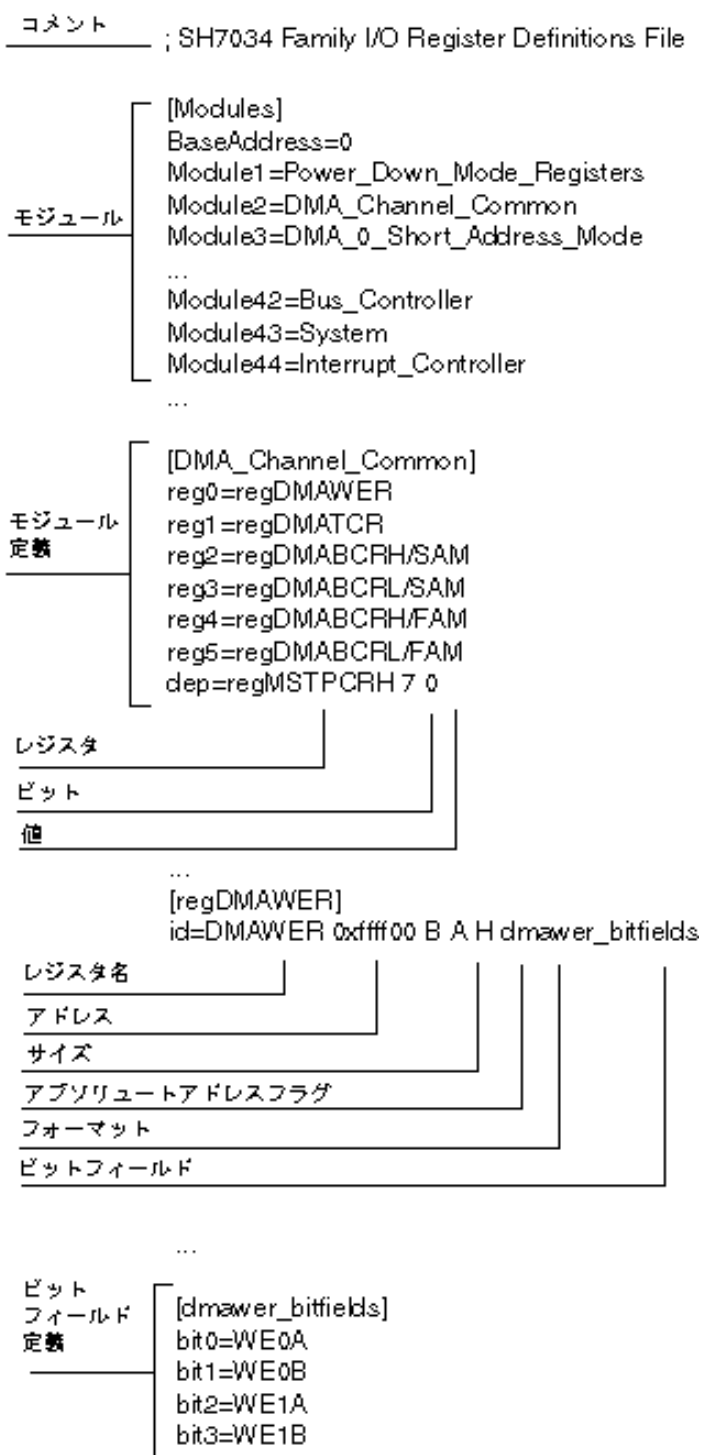 コメント
; SH7034 Family I/O Register Definitions File
[Modules]
BaseAddress=0
Module1=Power_Down_Mode_Registers
Module2=DMA_Channel_Common
モジュール
Module3=DMA_0_Short_Address_Mode
...
Module42=Bus_Controller
Module43=System
Module44=Interrupt_Controller
...
[DMA_Channel_Common]
reg0=regDMAWER
モジュール
定義
reg1=regDMATCR
reg2=regDMABCRH/SAM
reg3=regDMABCRL/SAM
reg4=regDMABCRH/FAM
reg5=regDMABCRL/FAM
dep=regMSTPCRH 7 0
レジスタ
ビット
値
...
[regDMAWER]
id=DMAWER 0xffff00 B A H dmawer_bitfields
レジスタ名
アドレス
サイズ
アブソリュートアドレスフラグ
フォーマット
ビットフィールド
...
ビット
フィールド
定義
[dmawer_bitfields]
bit0=WE0A
bit1=WE0B
bit2=WE1A
bit3=WE1B